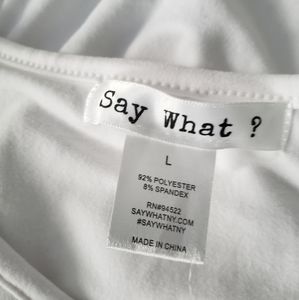 Say What ?
L
92% POLYESTER
8% SPANDEX
RN#94522
SAYWHATNY.COM
#SAYWHATNY
MADE IN CHINA